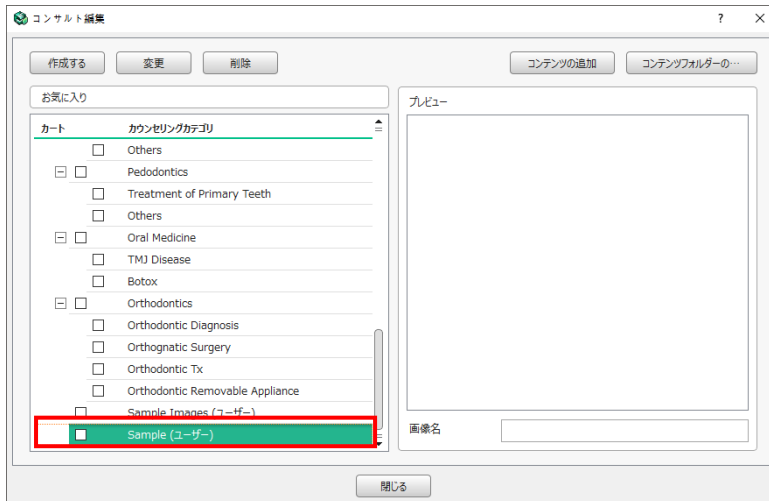 コンサルト編集
?
作成する 変更 削除 コンテンツの追加 コンテンツフォルダーの…
お気に入り
プレビュー
カート カウンセリングカテゴリ
Others
Pedodontics
Treatment of Primary Teeth
Others
Oral Medicine
TMJ Disease
Botox
Orthodontics
Orthodontic Diagnosis
Orthognatic Surgery
Orthodontic Tx
Orthodontic Removable Appliance
Sample Images (ユーザー)
Sample (ユーザー)
画像名
閉じる